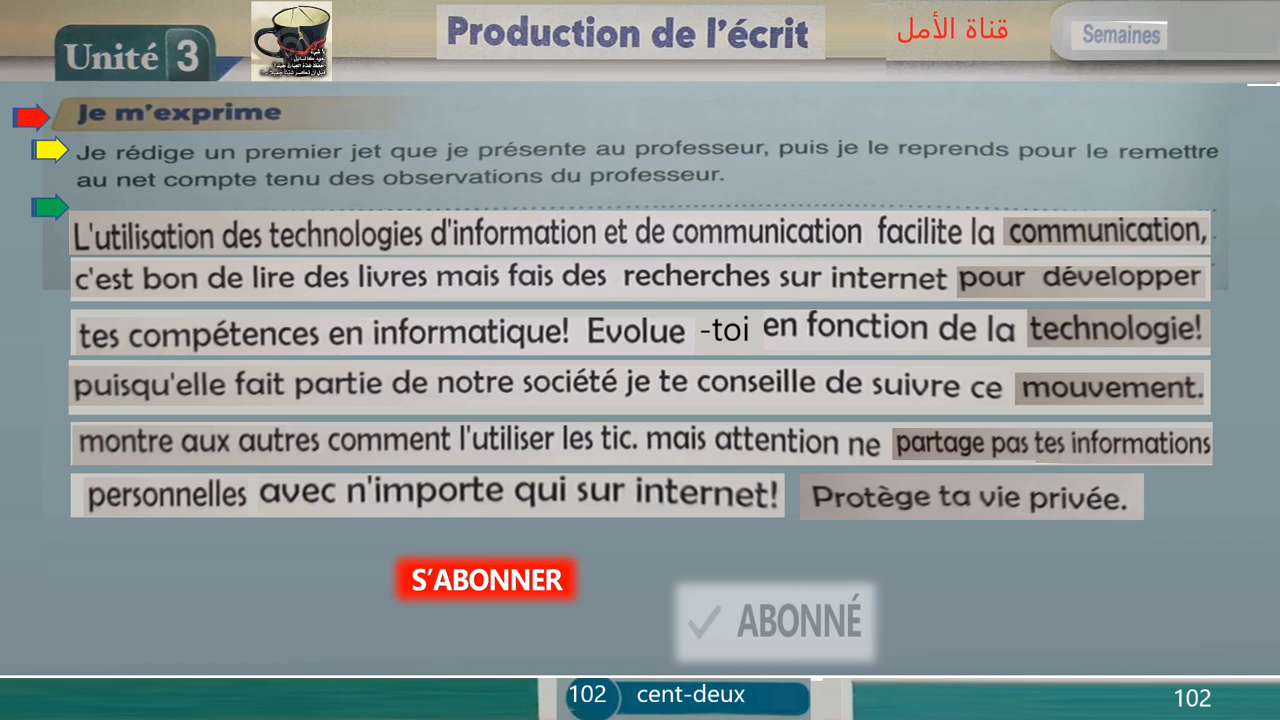 Unité 3
Production de l'écrit
قناة الأمل
Semaines
Je m'exprime
Je rédige un premier jet que je présente au professeur, puis je le reprends pour le remettre
au net compte tenu des observations du professeur.
L'utilisation des technologies d'information et de communication facilite la communication,
c'est bon de lire des livres mais fais des recherches sur internet pour développer
tes compétences en informatique! Evolue -toi en fonction de la technologie!
puisqu'elle fait partie de notre société je te conseille de suivre ce mouvement.
montre aux autres comment l'utiliser les tic. mais attention ne partage pas tes informations
personnelles avec n'importe qui sur internet! Protège ta vie privée.
S'ABONNER
ABONNÉ
102 cent-deux
102